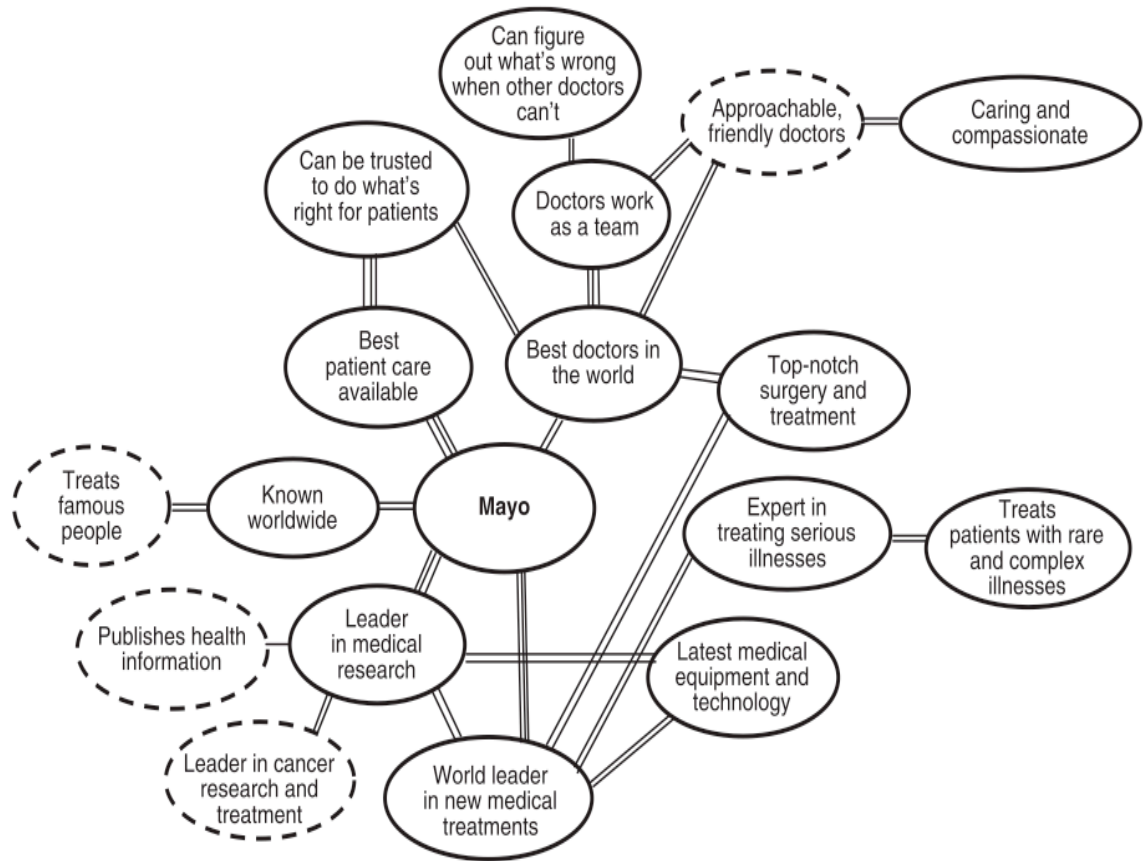 Can figure
out what's wrong
when other doctors
can't
Approachable,
friendly doctors
Caring and
compassionate
Can be trusted
to do what's
right for patients
Doctors work
as a team
Best
patient care
available
Best doctors in
the world
Top-notch
surgery and
treatment
Treats
famous
people
Known
worldwide
Mayo
Expert in
treating serious
illnesses
Treats
patients with rare
and complex
illnesses
Publishes health
information
Leader
in medical
research
Latest medical
equipment and
technology
Leader in cancer
research and
treatment
World leader
in new medical
treatments